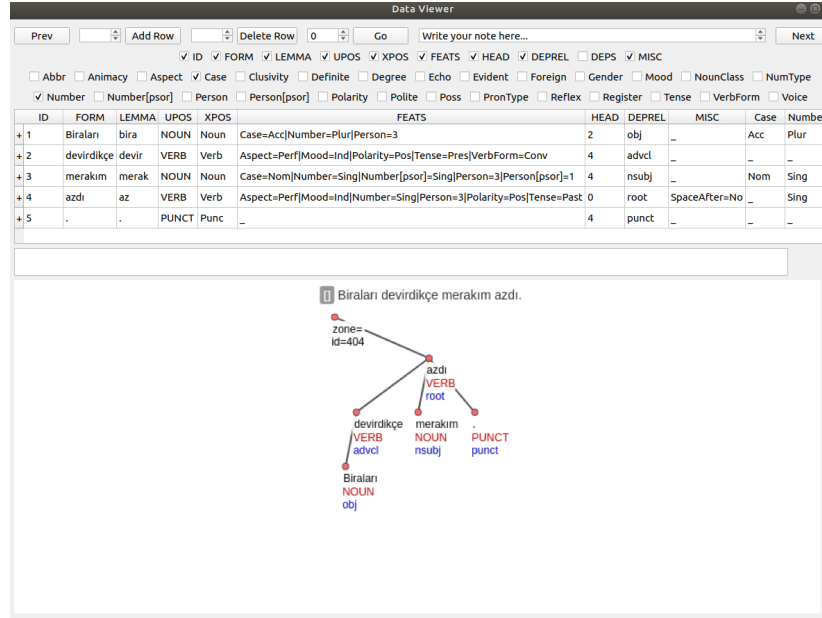 Data Viewer
Prev Add Row Delete Row 0 Go Write your note here... Next
ID FORM LEMMA UPOS XPOS FEATS HEAD DEPREL DEPS MISC
Abbr Animacy Aspect Case Clusivity Definite Degree Echo Evident Foreign Gender Mood NounClass NumType
Number Number[psor] Person Person[psor] Polarity Polite Poss PronType Reflex Register Tense VerbForm Voice
ID FORM LEMMA UPOS XPOS FEATS HEAD DEPREL MISC Case Numbe
+ 1 Biraları bira NOUN Noun Case=Acc|Number=Plur|Person=3 2 obj _ Acc Plur
+ 2 devirdikçe devir VERB Verb Aspect=Perf|Mood=Ind|Polarity=Pos|Tense=Pres|VerbForm=Conv 4 advcl _ _ _
+ 3 merakım merak NOUN Noun Case=Nom|Number=Sing|Number[psor]=Sing|Person=3|Person[psor]=1 4 nsubj _ Nom Sing
+ 4 azdı az VERB Verb Aspect=Perf|Mood=Ind|Number=Sing|Person=3|Polarity=Pos|Tense=Past 0 root SpaceAfter=No _ Sing
+ 5 . . PUNCT Punc _ 4 punct _ _ _
[] Biraları devirdikçe merakım azdı.
zone=
id=404
azdı
VERB
root
devirdikçe merakım .
VERB NOUN PUNCT
advcl nsubj punct
Biraları
NOUN
obj